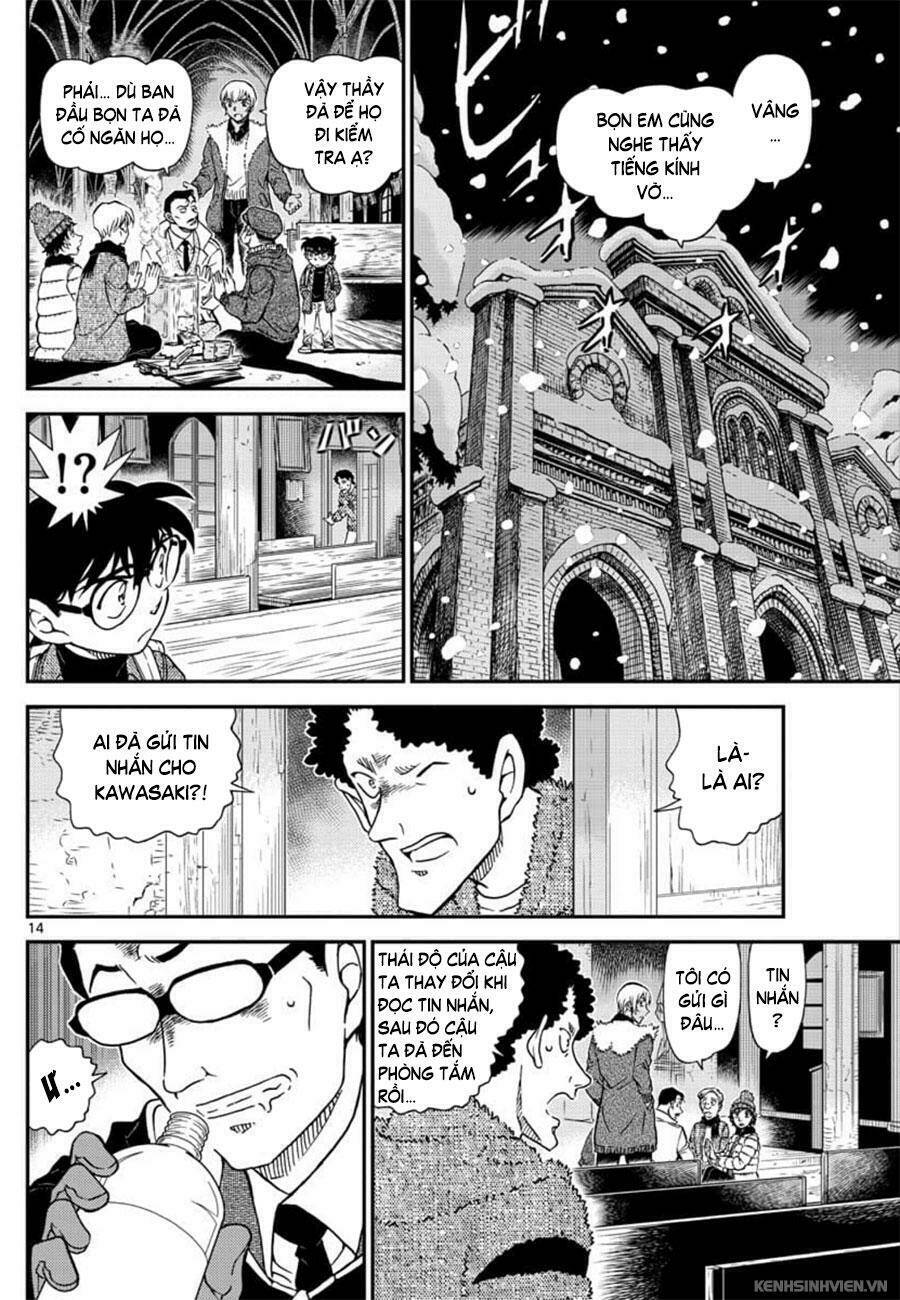 VÂNG
...
BỌN EM CŨNG
NGHE THẤY
TIẾNG KÍNH
VỠ...
VẬY THẦY
ĐÃ ĐỂ HỌ
ĐI KIỂM
TRA Ạ?
PHẢI... DÙ BAN
ĐẦU BỌN TA ĐÃ
CỐ NGĂN HỌ...
バン
!?
LÀ-
LÀ AI?
AI ĐÃ GỬI TIN
NHẮN CHO
KAWASAKI?!
14
TIN
NHẮN
?
TÔI CÓ
GỬI GÌ
ĐÂU...
THÁI ĐỘ CỦA CẬU
TA THAY ĐỔI KHI
ĐỌC TIN NHẮN,
SAU ĐÓ CẬU
TA ĐÃ ĐẾN
PHÒNG TẮM
RỒI...
Ư...
KENHSINHVIEN.VN